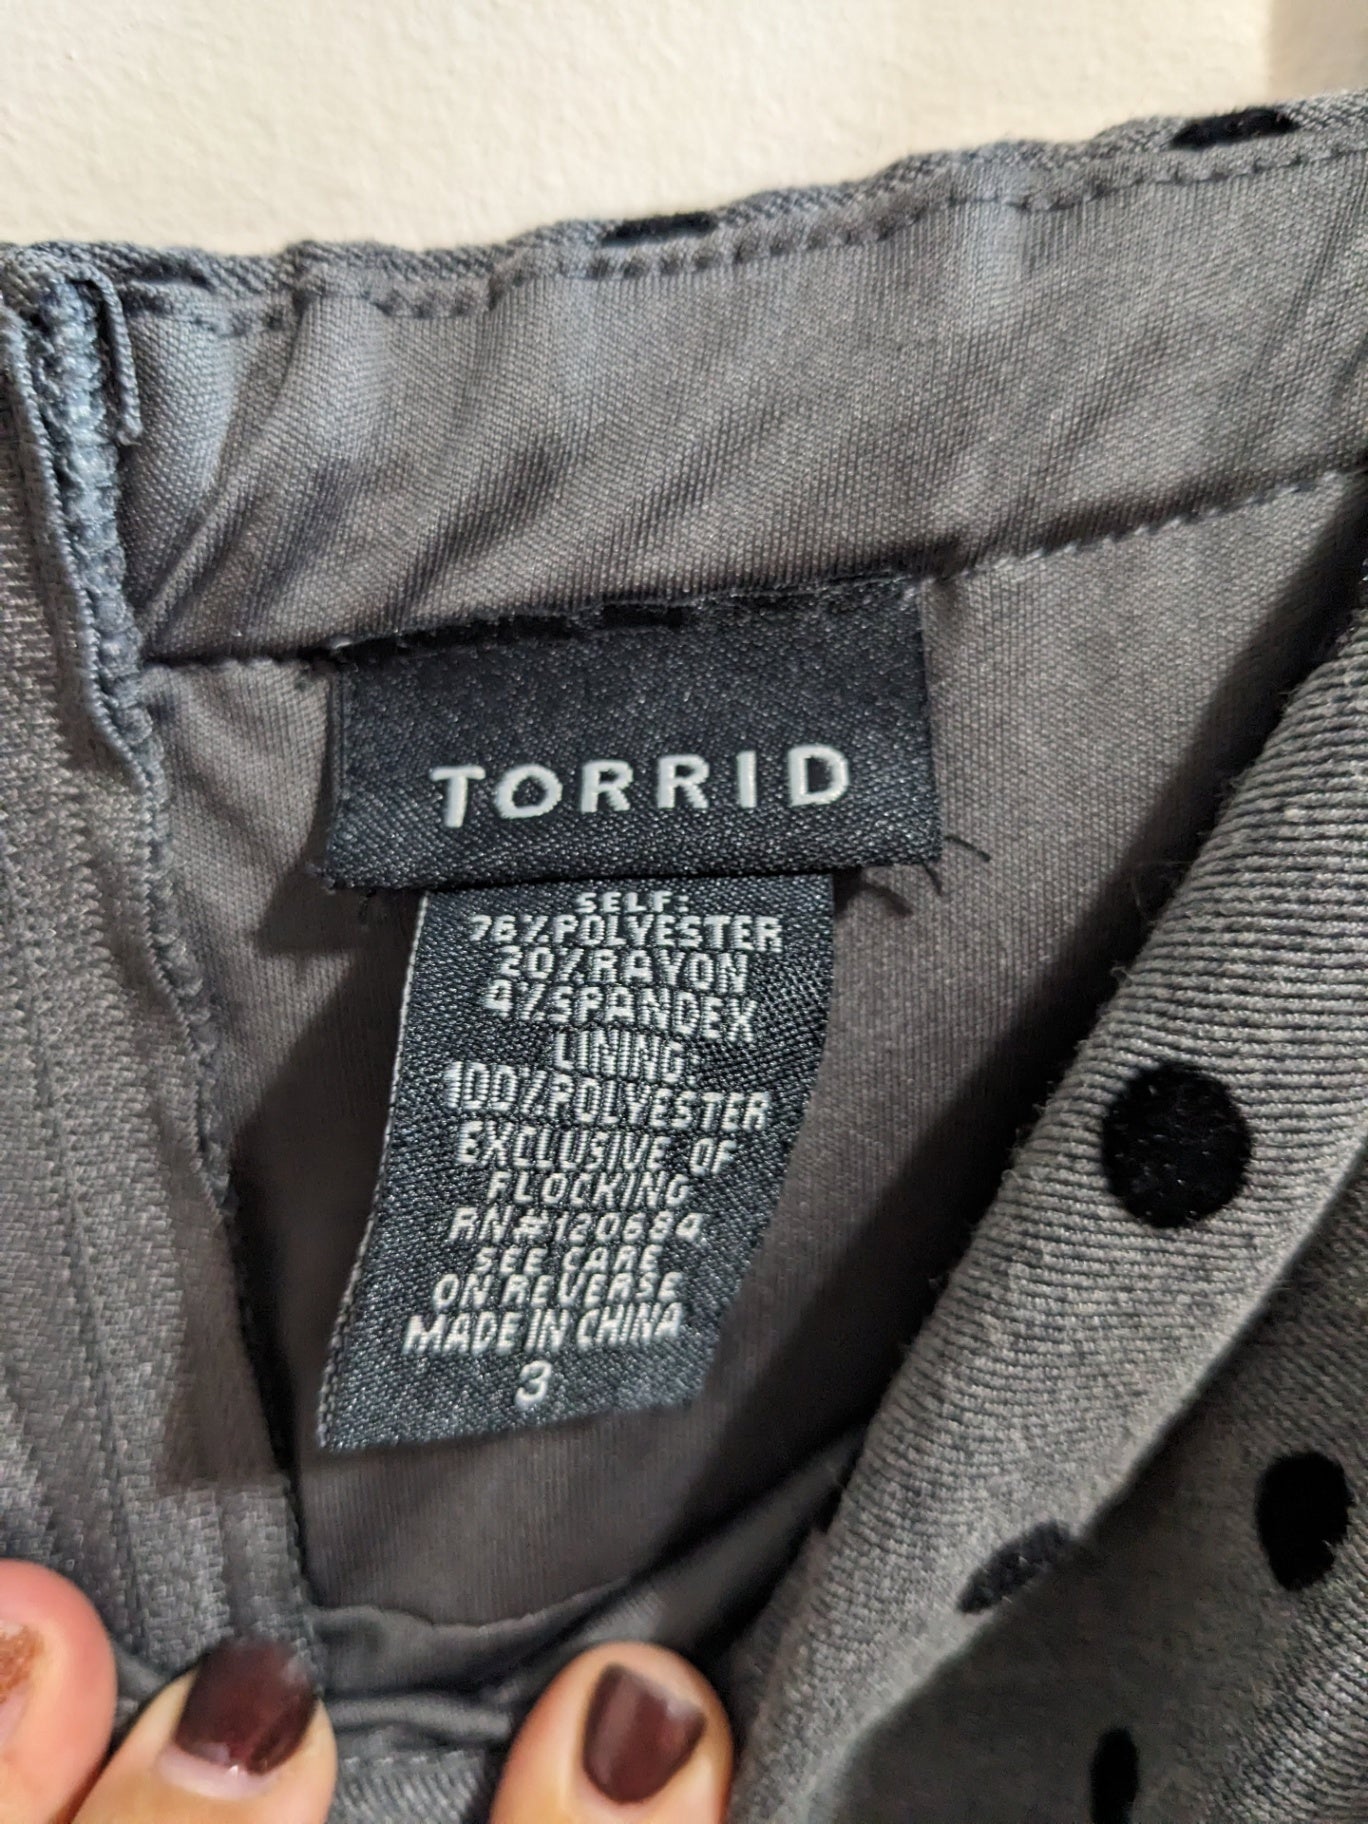 TORRID
SELF:
76%POLYESTER
20%RAYON
4%SPANDEX
LINING:
100%POLYESTER
EXCLUSIVE OF
FLOCKING
RN#120684
SEE CARE
ON REVERSE
MADE IN CHINA
3